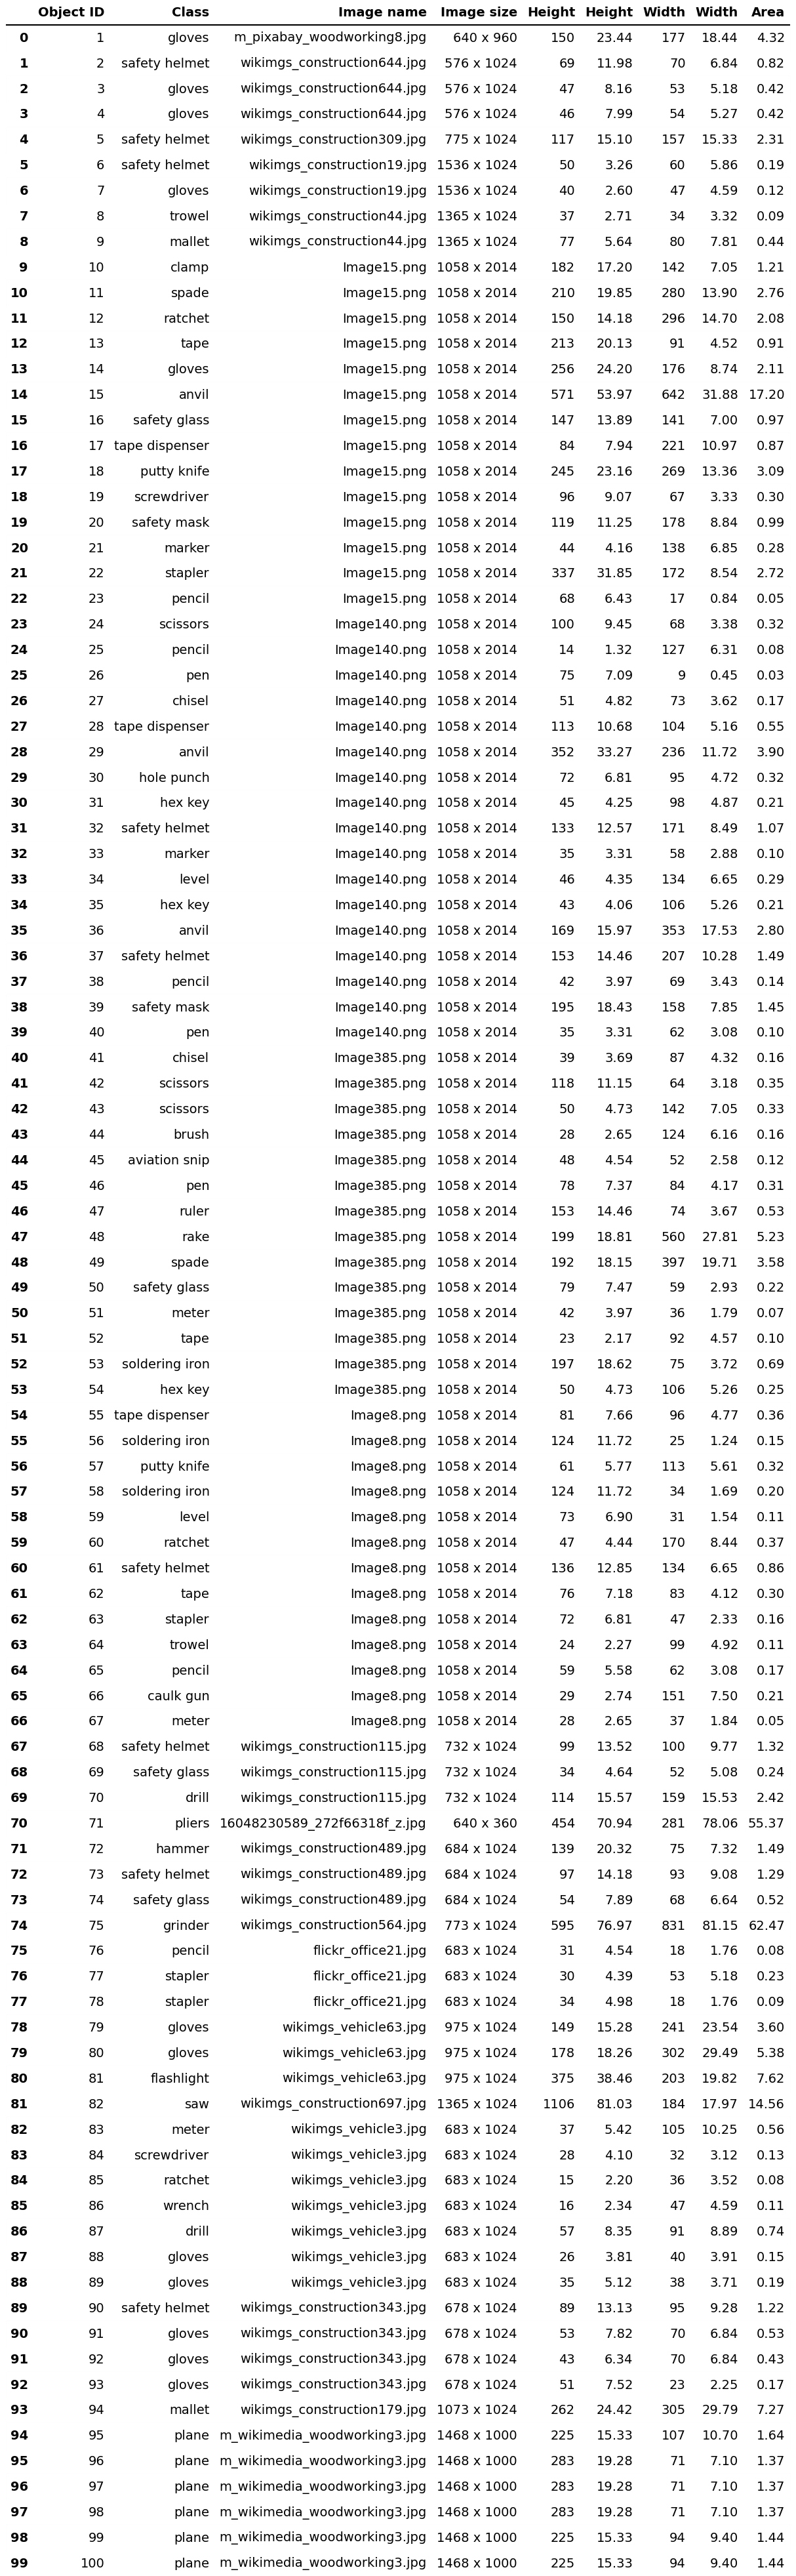 Object ID Class Image name Image size Height Height Width Width Area
0 1 gloves m_pixabay_woodworking8.jpg 640 x 960 150 23.44 177 18.44 4.32
1 2 safety helmet wikimgs_construction644.jpg 576 x 1024 69 11.98 70 6.84 0.82
2 3 gloves wikimgs_construction644.jpg 576 x 1024 47 8.16 53 5.18 0.42
3 4 gloves wikimgs_construction644.jpg 576 x 1024 46 7.99 54 5.27 0.42
4 5 safety helmet wikimgs_construction309.jpg 775 x 1024 117 15.10 157 15.33 2.31
5 6 safety helmet wikimgs_construction19.jpg 1536 x 1024 50 3.26 60 5.86 0.19
6 7 gloves wikimgs_construction19.jpg 1536 x 1024 40 2.60 47 4.59 0.12
7 8 trowel wikimgs_construction44.jpg 1365 x 1024 37 2.71 34 3.32 0.09
8 9 mallet wikimgs_construction44.jpg 1365 x 1024 77 5.64 80 7.81 0.44
9 10 clamp Image15.png 1058 x 2014 182 17.20 142 7.05 1.21
10 11 spade Image15.png 1058 x 2014 210 19.85 280 13.90 2.76
11 12 ratchet Image15.png 1058 x 2014 150 14.18 296 14.70 2.08
12 13 tape Image15.png 1058 x 2014 213 20.13 91 4.52 0.91
13 14 gloves Image15.png 1058 x 2014 256 24.20 176 8.74 2.11
14 15 anvil Image15.png 1058 x 2014 571 53.97 642 31.88 17.20
15 16 safety glass Image15.png 1058 x 2014 147 13.89 141 7.00 0.97
16 17 tape dispenser Image15.png 1058 x 2014 84 7.94 221 10.97 0.87
17 18 putty knife Image15.png 1058 x 2014 245 23.16 269 13.36 3.09
18 19 screwdriver Image15.png 1058 x 2014 96 9.07 67 3.33 0.30
19 20 safety mask Image15.png 1058 x 2014 119 11.25 178 8.84 0.99
20 21 marker Image15.png 1058 x 2014 44 4.16 138 6.85 0.28
21 22 stapler Image15.png 1058 x 2014 337 31.85 172 8.54 2.72
22 23 pencil Image15.png 1058 x 2014 68 6.43 17 0.84 0.05
23 24 scissors Image140.png 1058 x 2014 100 9.45 68 3.38 0.32
24 25 pencil Image140.png 1058 x 2014 14 1.32 127 6.31 0.08
25 26 pen Image140.png 1058 x 2014 75 7.09 9 0.45 0.03
26 27 chisel Image140.png 1058 x 2014 51 4.82 73 3.62 0.17
27 28 tape dispenser Image140.png 1058 x 2014 113 10.68 104 5.16 0.55
28 29 anvil Image140.png 1058 x 2014 352 33.27 236 11.72 3.90
29 30 hole punch Image140.png 1058 x 2014 72 6.81 95 4.72 0.32
30 31 hex key Image140.png 1058 x 2014 45 4.25 98 4.87 0.21
31 32 safety helmet Image140.png 1058 x 2014 133 12.57 171 8.49 1.07
32 33 marker Image140.png 1058 x 2014 35 3.31 58 2.88 0.10
33 34 level Image140.png 1058 x 2014 46 4.35 134 6.65 0.29
34 35 hex key Image140.png 1058 x 2014 43 4.06 106 5.26 0.21
35 36 anvil Image140.png 1058 x 2014 169 15.97 353 17.53 2.80
36 37 safety helmet Image140.png 1058 x 2014 153 14.46 207 10.28 1.49
37 38 pencil Image140.png 1058 x 2014 42 3.97 69 3.43 0.14
38 39 safety mask Image140.png 1058 x 2014 195 18.43 158 7.85 1.45
39 40 pen Image140.png 1058 x 2014 35 3.31 62 3.08 0.10
40 41 chisel Image385.png 1058 x 2014 39 3.69 87 4.32 0.16
41 42 scissors Image385.png 1058 x 2014 118 11.15 64 3.18 0.35
42 43 scissors Image385.png 1058 x 2014 50 4.73 142 7.05 0.33
43 44 brush Image385.png 1058 x 2014 28 2.65 124 6.16 0.16
44 45 aviation snip Image385.png 1058 x 2014 48 4.54 52 2.58 0.12
45 46 pen Image385.png 1058 x 2014 78 7.37 84 4.17 0.31
46 47 ruler Image385.png 1058 x 2014 153 14.46 74 3.67 0.53
47 48 rake Image385.png 1058 x 2014 199 18.81 560 27.81 5.23
48 49 spade Image385.png 1058 x 2014 192 18.15 397 19.71 3.58
49 50 safety glass Image385.png 1058 x 2014 79 7.47 59 2.93 0.22
50 51 meter Image385.png 1058 x 2014 42 3.97 36 1.79 0.07
51 52 tape Image385.png 1058 x 2014 23 2.17 92 4.57 0.10
52 53 soldering iron Image385.png 1058 x 2014 197 18.62 75 3.72 0.69
53 54 hex key Image385.png 1058 x 2014 50 4.73 106 5.26 0.25
54 55 tape dispenser Image8.png 1058 x 2014 81 7.66 96 4.77 0.36
55 56 soldering iron Image8.png 1058 x 2014 124 11.72 25 1.24 0.15
56 57 putty knife Image8.png 1058 x 2014 61 5.77 113 5.61 0.32
57 58 soldering iron Image8.png 1058 x 2014 124 11.72 34 1.69 0.20
58 59 level Image8.png 1058 x 2014 73 6.90 31 1.54 0.11
59 60 ratchet Image8.png 1058 x 2014 47 4.44 170 8.44 0.37
60 61 safety helmet Image8.png 1058 x 2014 136 12.85 134 6.65 0.86
61 62 tape Image8.png 1058 x 2014 76 7.18 83 4.12 0.30
62 63 stapler Image8.png 1058 x 2014 72 6.81 47 2.33 0.16
63 64 trowel Image8.png 1058 x 2014 24 2.27 99 4.92 0.11
64 65 pencil Image8.png 1058 x 2014 59 5.58 62 3.08 0.17
65 66 caulk gun Image8.png 1058 x 2014 29 2.74 151 7.50 0.21
66 67 meter Image8.png 1058 x 2014 28 2.65 37 1.84 0.05
67 68 safety helmet wikimgs_construction115.jpg 732 x 1024 99 13.52 100 9.77 1.32
68 69 safety glass wikimgs_construction115.jpg 732 x 1024 34 4.64 52 5.08 0.24
69 70 drill wikimgs_construction115.jpg 732 x 1024 114 15.57 159 15.53 2.42
70 71 pliers 16048230589_272f66318f_z.jpg 640 x 360 454 70.94 281 78.06 55.37
71 72 hammer wikimgs_construction489.jpg 684 x 1024 139 20.32 75 7.32 1.49
72 73 safety helmet wikimgs_construction489.jpg 684 x 1024 97 14.18 93 9.08 1.29
73 74 safety glass wikimgs_construction489.jpg 684 x 1024 54 7.89 68 6.64 0.52
74 75 grinder wikimgs_construction564.jpg 773 x 1024 595 76.97 831 81.15 62.47
75 76 pencil flickr_office21.jpg 683 x 1024 31 4.54 18 1.76 0.08
76 77 stapler flickr_office21.jpg 683 x 1024 30 4.39 53 5.18 0.23
77 78 stapler flickr_office21.jpg 683 x 1024 34 4.98 18 1.76 0.09
78 79 gloves wikimgs_vehicle63.jpg 975 x 1024 149 15.28 241 23.54 3.60
79 80 gloves wikimgs_vehicle63.jpg 975 x 1024 178 18.26 302 29.49 5.38
80 81 flashlight wikimgs_vehicle63.jpg 975 x 1024 375 38.46 203 19.82 7.62
81 82 saw wikimgs_construction697.jpg 1365 x 1024 1106 81.03 184 17.97 14.56
82 83 meter wikimgs_vehicle3.jpg 683 x 1024 37 5.42 105 10.25 0.56
83 84 screwdriver wikimgs_vehicle3.jpg 683 x 1024 28 4.10 32 3.12 0.13
84 85 ratchet wikimgs_vehicle3.jpg 683 x 1024 15 2.20 36 3.52 0.08
85 86 wrench wikimgs_vehicle3.jpg 683 x 1024 16 2.34 47 4.59 0.11
86 87 drill wikimgs_vehicle3.jpg 683 x 1024 57 8.35 91 8.89 0.74
87 88 gloves wikimgs_vehicle3.jpg 683 x 1024 26 3.81 40 3.91 0.15
88 89 gloves wikimgs_vehicle3.jpg 683 x 1024 35 5.12 38 3.71 0.19
89 90 safety helmet wikimgs_construction343.jpg 678 x 1024 89 13.13 95 9.28 1.22
90 91 gloves wikimgs_construction343.jpg 678 x 1024 53 7.82 70 6.84 0.53
91 92 gloves wikimgs_construction343.jpg 678 x 1024 43 6.34 70 6.84 0.43
92 93 gloves wikimgs_construction343.jpg 678 x 1024 51 7.52 23 2.25 0.17
93 94 mallet wikimgs_construction179.jpg 1073 x 1024 262 24.42 305 29.79 7.27
94 95 plane m_wikimedia_woodworking3.jpg 1468 x 1000 225 15.33 107 10.70 1.64
95 96 plane m_wikimedia_woodworking3.jpg 1468 x 1000 283 19.28 71 7.10 1.37
96 97 plane m_wikimedia_woodworking3.jpg 1468 x 1000 283 19.28 71 7.10 1.37
97 98 plane m_wikimedia_woodworking3.jpg 1468 x 1000 283 19.28 71 7.10 1.37
98 99 plane m_wikimedia_woodworking3.jpg 1468 x 1000 225 15.33 94 9.40 1.44
99 100 plane m_wikimedia_woodworking3.jpg 1468 x 1000 225 15.33 94 9.40 1.44